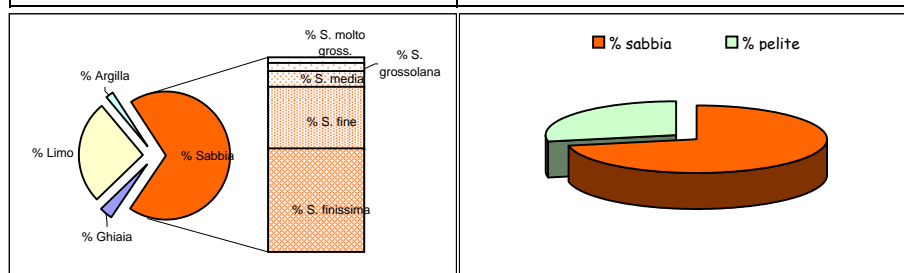 % S. molto
gross.
% S.
grossolana
% Argilla
% S. media
% S. fine
% Limo
% Sabbia
% S. finissima
% Ghiaia
% sabbia
% pelite